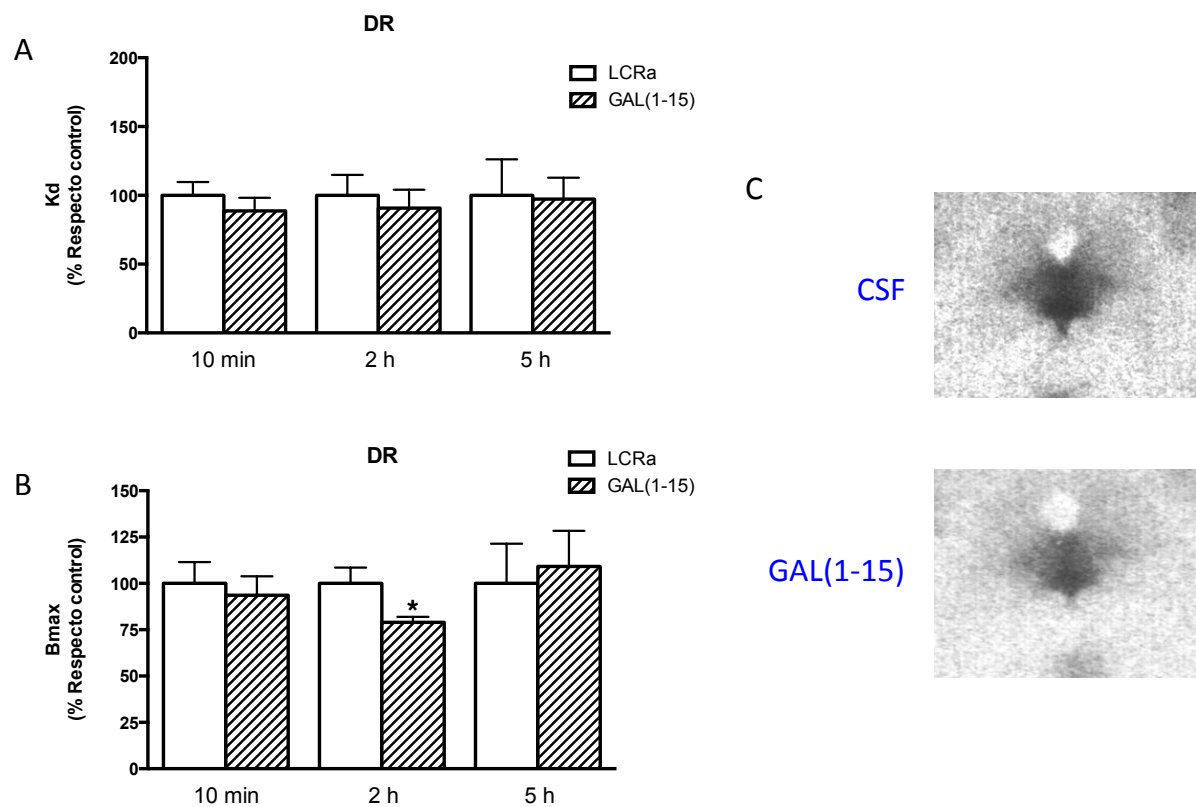 A
DR
200
150
100
50
0
Kd
(% Respecto control)
LCRa
GAL(1-15)
10 min
2 h
5 h
B
DR
150
125
100
75
50
25
0
Bmax
(% Respecto control)
LCRa
GAL(1-15)
*
10 min
2 h
5 h
C
CSF
GAL(1-15)